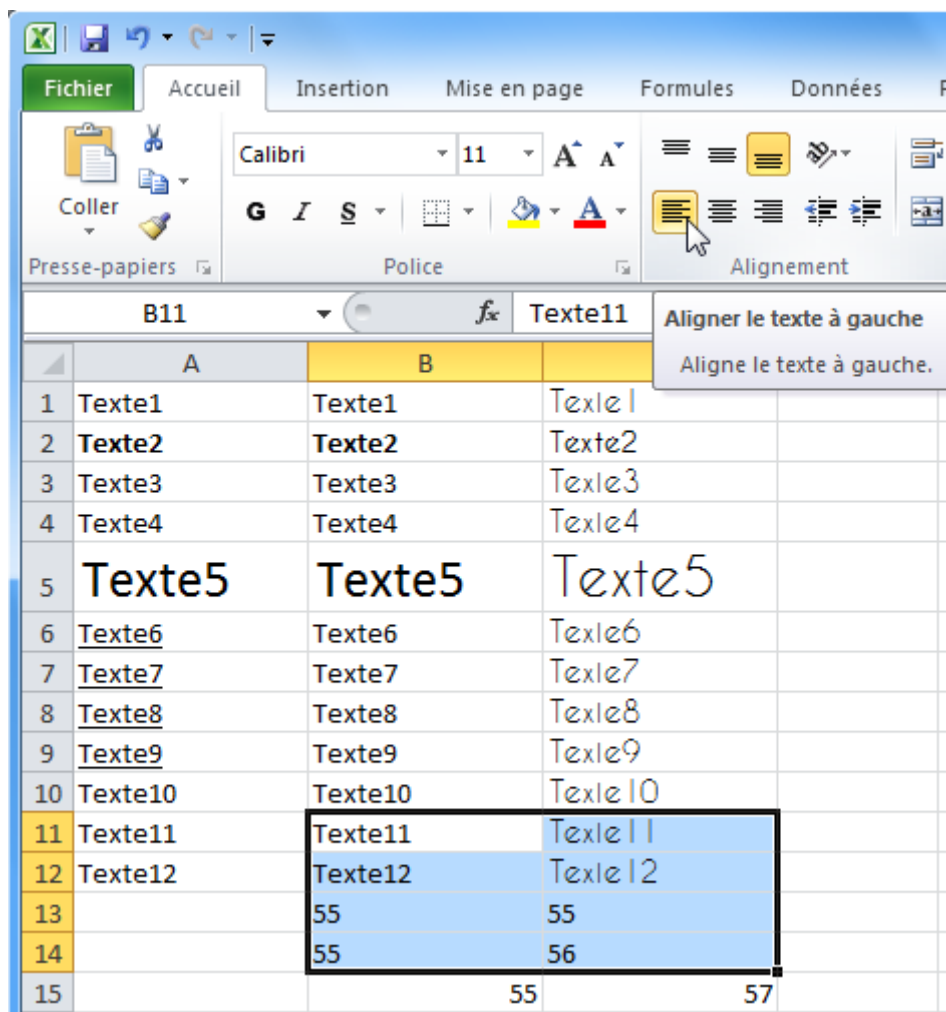 Fichier Accueil Insertion Mise en page Formules Données
Calibri 11 A A
Coller G I S A
Presse-papiers Police Alignement
B11 fx Texte11
Aligner le texte à gauche
Aligne le texte à gauche.
A B
1 Texte1 Texte1 Texte1
2 Texte2 Texte2 Texte2
3 Texte3 Texte3 Texte3
4 Texte4 Texte4 Texte4
5 Texte5 Texte5 Texte5
6 Texte6 Texte6 Texte6
7 Texte7 Texte7 Texte7
8 Texte8 Texte8 Texte8
9 Texte9 Texte9 Texte9
10 Texte10 Texte10 Texte10
11 Texte11 Texte11 Texte11
12 Texte12 Texte12 Texte12
13 55 55
14 55 56
15 55 57